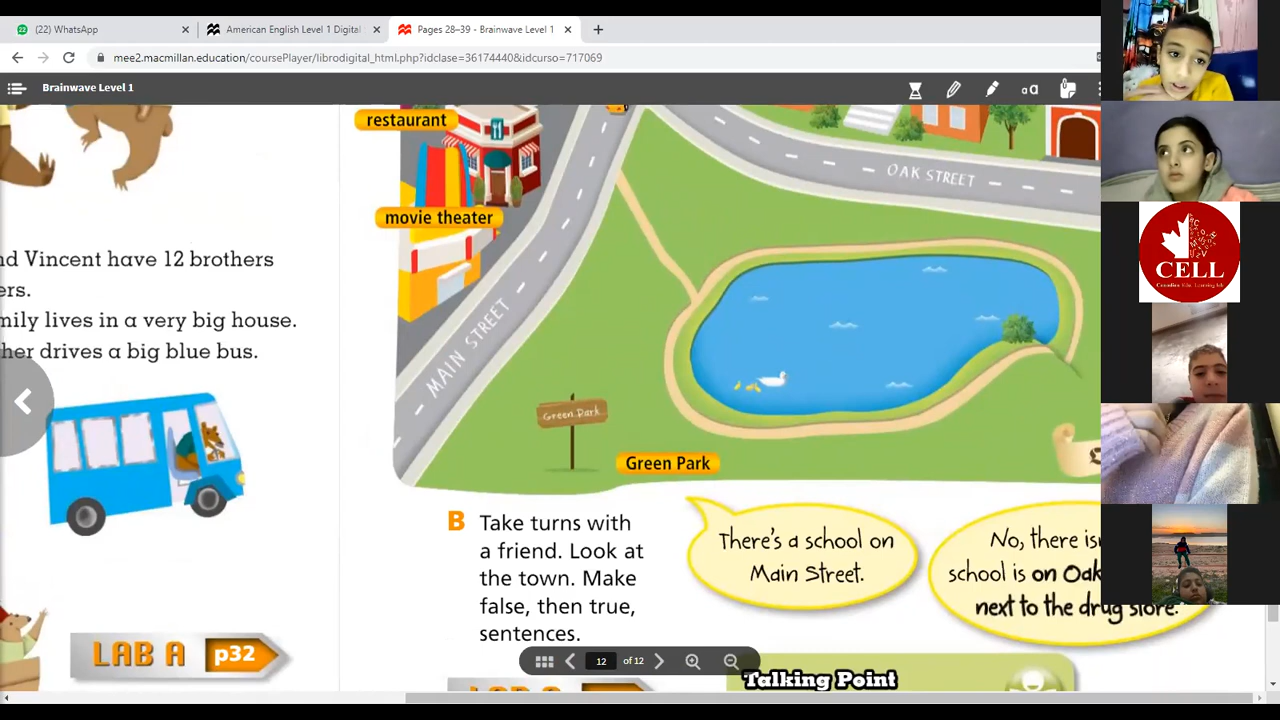 (22) WhatsApp
American English Level 1 Digital
Pages 28–39 - Brainwave Level 1
mee2.macmillan.education/coursePlayer/librodigital_html.php?idclase=36174440&idcurso=717069
Brainwave Level 1
aA
restaurant
movie theater
OAK STREET
MAIN STREET
Green Park
Green Park
nd Vincent have 12 brothers
ers.
mily lives in a very big house.
her drives a big blue bus.
LAB A p32
B Take turns with
a friend. Look at
the town. Make
false, then true,
sentences.
There's a school on
Main Street.
No, there isn
school is on Oak
next to the drug store.
12 of 12
Talking Point
CELL